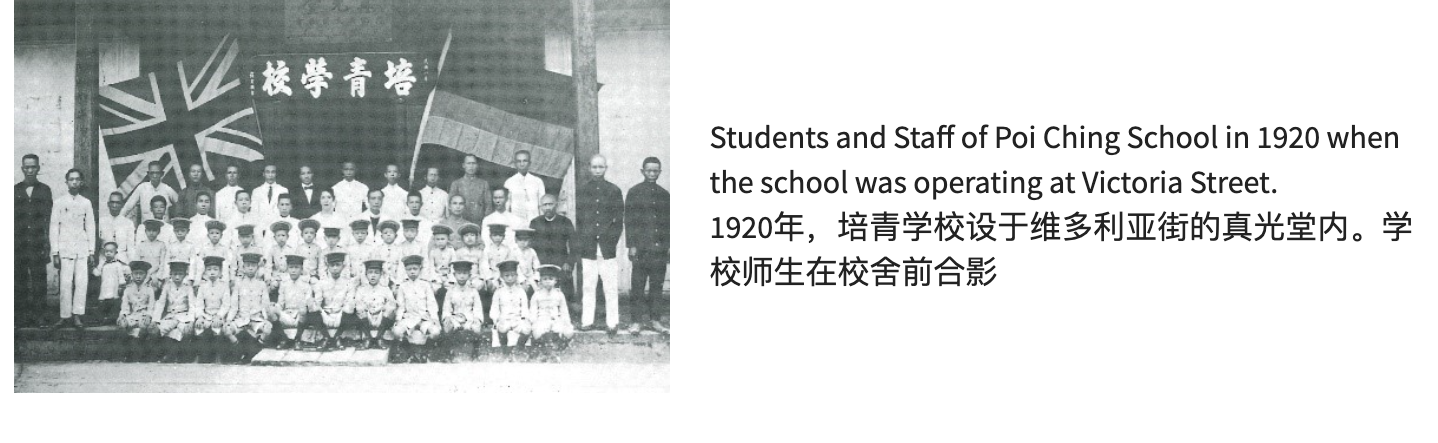 校學青培
Students and Staff of Poi Ching School in 1920 when
the school was operating at Victoria Street.
1920年，培青学校设于维多利亚街的真光堂内。学
校师生在校舍前合影